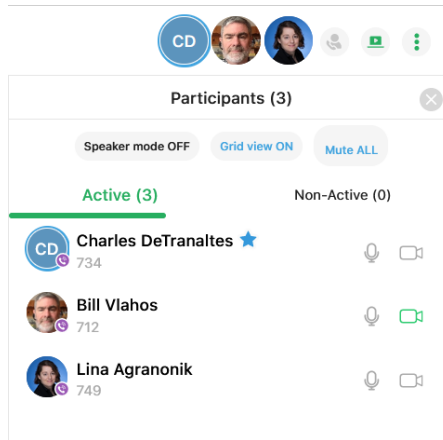 CD
Participants (3)
Speaker mode OFF Grid view ON Mute ALL
Active (3) Non-Active (0)
CD Charles DeTranaltes
734
Bill Vlahos
712
Lina Agranonik
749